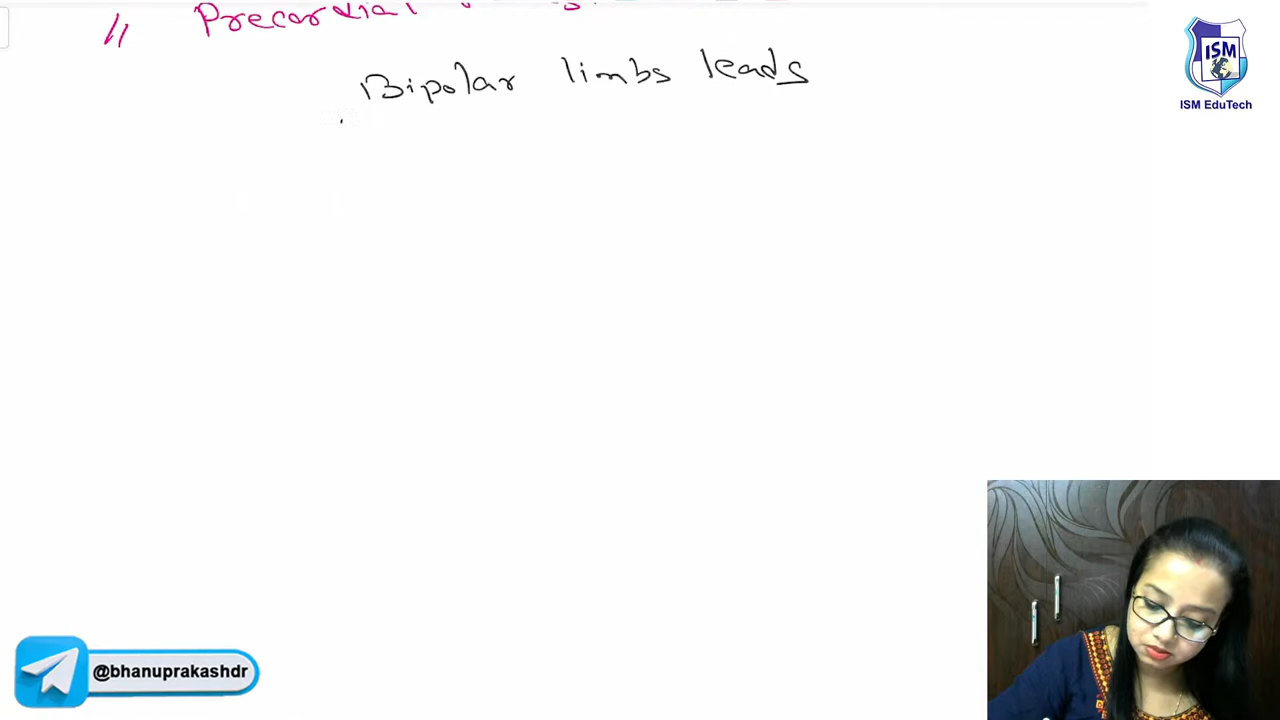 Precordial
Bipolar limbs leads
ISM
ISM EduTech
@bhanuprakashdr